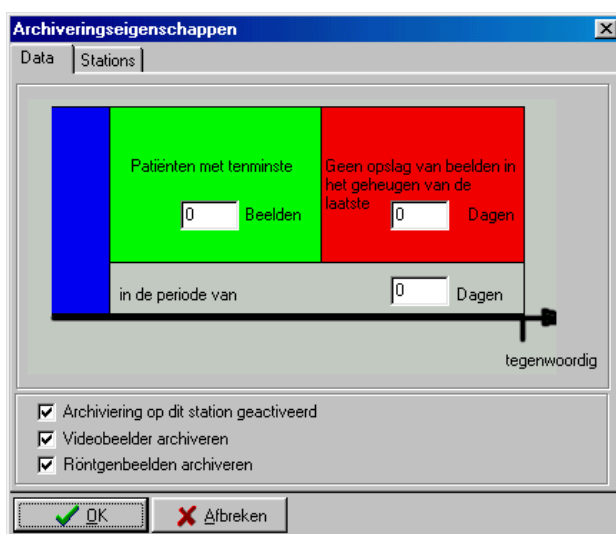 Archiveringseigenschappen
Data
Stations
Patiënten met tenminste
0 Beelden
Geen opslag van beelden in
het geheugen van de
laatste 0 Dagen
in de periode van 0 Dagen
tegenwoordig
Archiviering op dit station geactiveerd
Videobeelder archiveren
Röntgenbeelden archiveren
OK
Afbreken